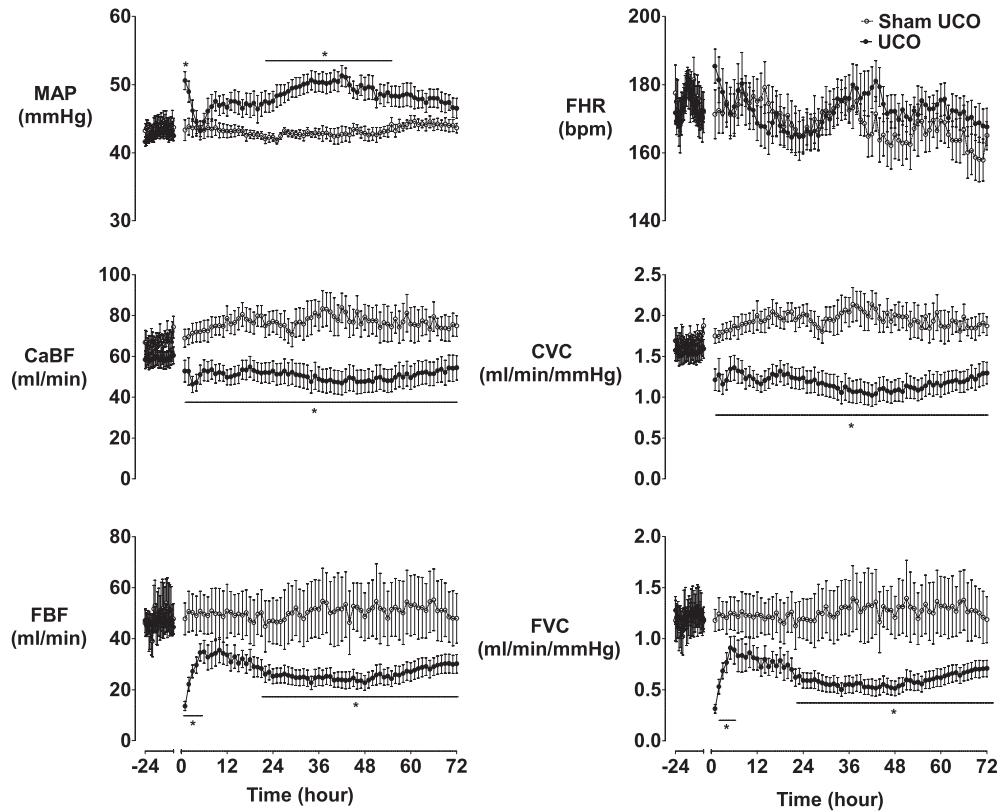 Sham UCO
UCO
MAP
(mmHg)
60
50
40
30
*
*
FHR
(bpm)
200
180
160
140
CaBF
(ml/min)
100
80
60
40
20
0
*
CVC
(ml/min/mmHg)
2.5
2.0
1.5
1.0
0.5
0.0
*
FBF
(ml/min)
80
60
40
20
0
*
*
-24 0 12 24 36 48 60 72
Time (hour)
FVC
(ml/min/mmHg)
2.0
1.5
1.0
0.5
0.0
*
*
-24 0 12 24 36 48 60 72
Time (hour)